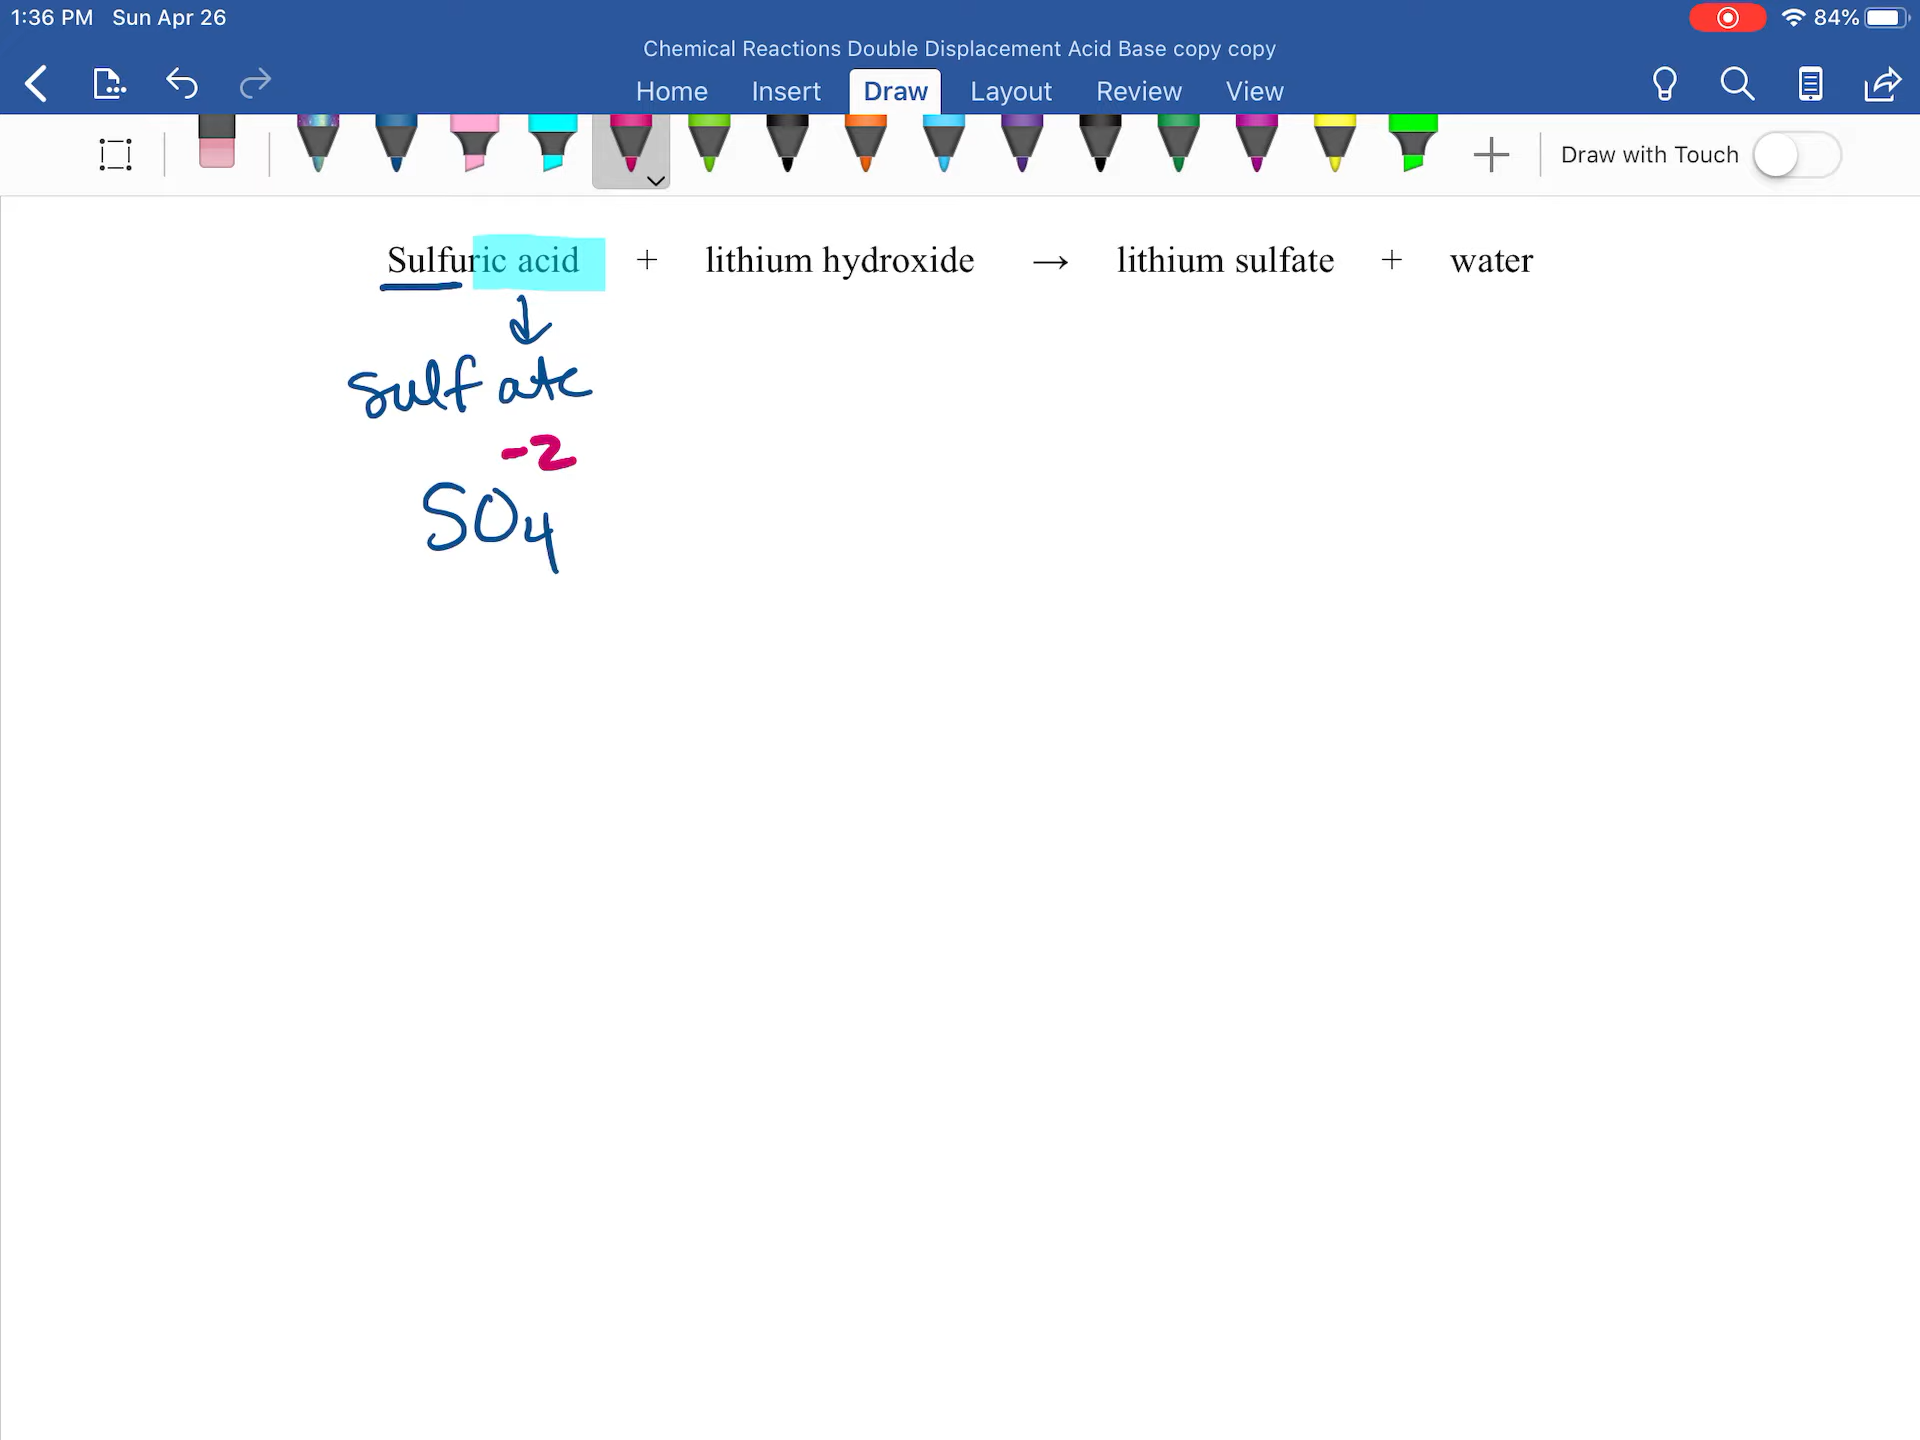 1:36 PM Sun Apr 26 84%
Chemical Reactions Double Displacement Acid Base copy copy
Home Insert Draw Layout Review View
Draw with Touch
Sulfuric acid + lithium hydroxide → lithium sulfate + water
sulfate
-2
SO4